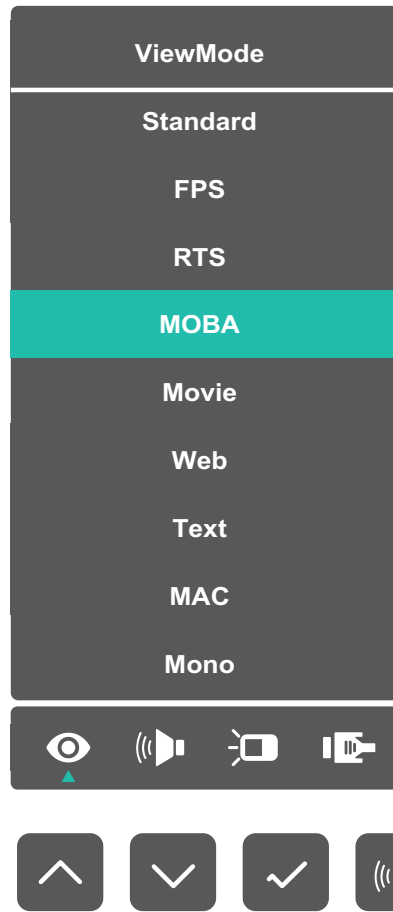 ViewMode
Standard
FPS
RTS
MOBA
Movie
Web
Text
MAC
Mono